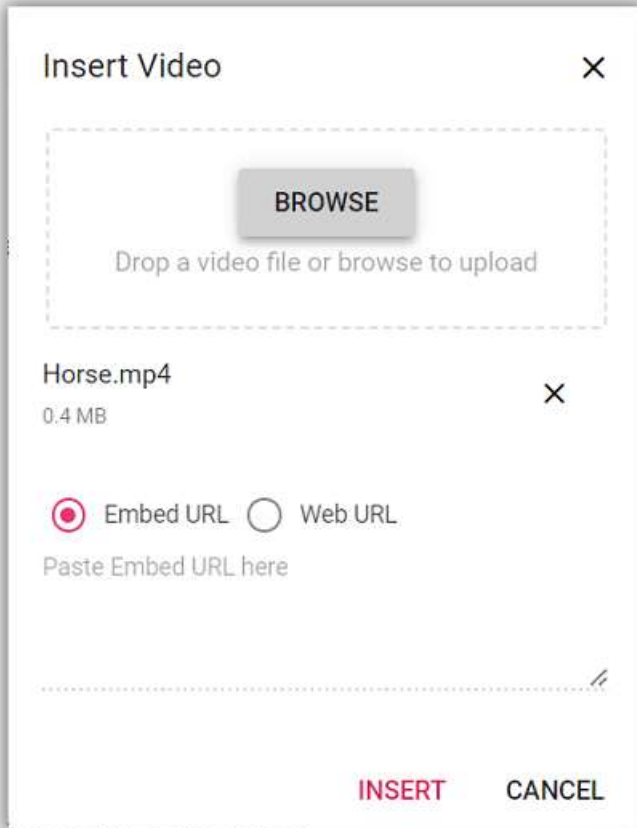 Insert Video
BROWSE
Drop a video file or browse to upload
Horse.mp4
0.4 MB
Embed URL Web URL
Paste Embed URL here
INSERT CANCEL